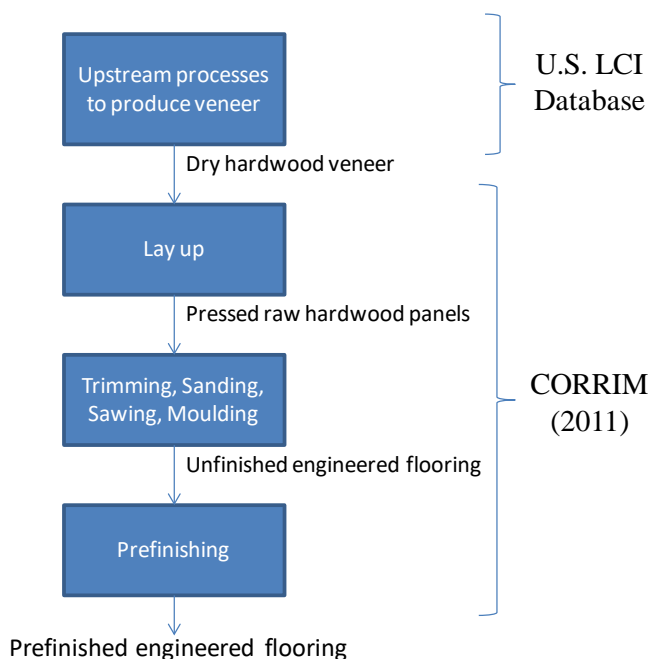 Upstream processes
to produce veneer
U.S. LCI
Database
Dry hardwood veneer
Lay up
Pressed raw hardwood panels
Trimming, Sanding,
Sawing, Moulding
CORRIM
(2011)
Unfinished engineered flooring
Prefinishing
Prefinished engineered flooring